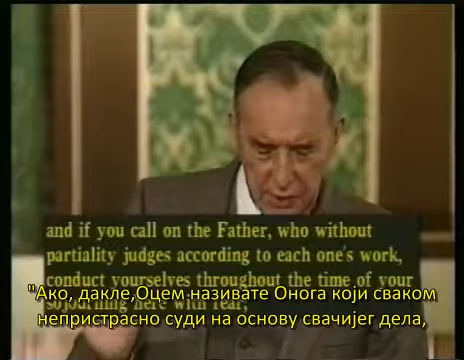 and if you call on the Father, who without
partiality judges according to each one's work,
conduct yourselves throughout the time of your
sojourning here with fear;
"Ако, дакле,Оцем називате Онога који сваком
непристрасно суди на основу свачијег дела,